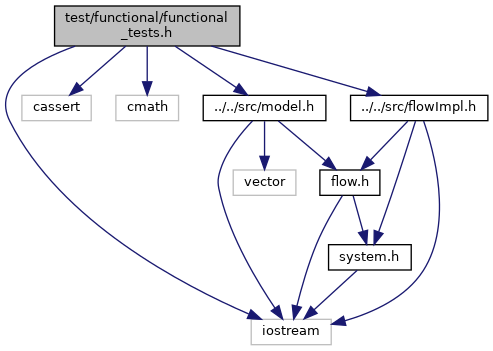 test/functional/functional
_tests.h
cassert
cmath
../../src/model.h
../../src/flowImpl.h
vector
flow.h
system.h
iostream